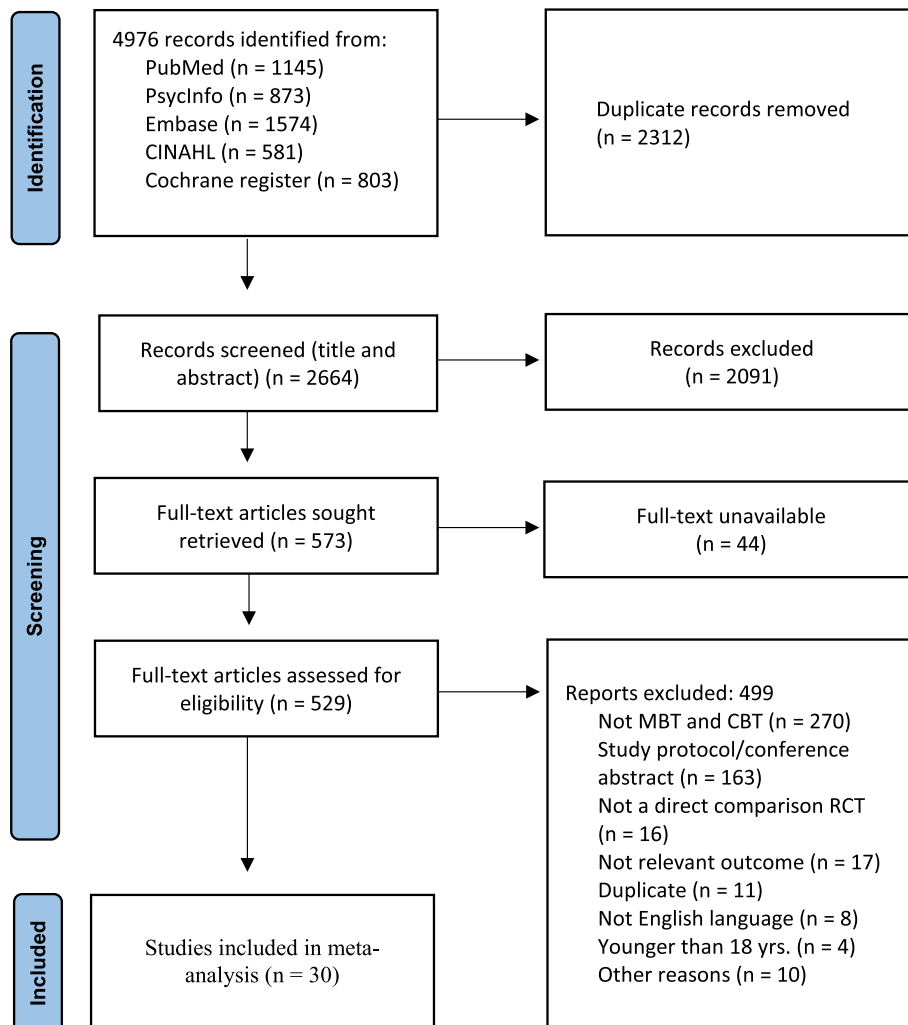 Identification
4976 records identified from:
PubMed (n = 1145)
PsycInfo (n = 873)
Embase (n = 1574)
CINAHL (n = 581)
Cochrane register (n = 803)
Duplicate records removed
(n = 2312)
Screening
Records screened (title and
abstract) (n = 2664)
Records excluded
(n = 2091)
Full-text articles sought
retrieved (n = 573)
Full-text unavailable
(n = 44)
Full-text articles assessed for
eligibility (n = 529)
Reports excluded: 499
Not MBT and CBT (n = 270)
Study protocol/conference
abstract (n = 163)
Not a direct comparison RCT
(n = 16)
Not relevant outcome (n = 17)
Duplicate (n = 11)
Not English language (n = 8)
Younger than 18 yrs. (n = 4)
Other reasons (n = 10)
Included
Studies included in meta-
analysis (n = 30)